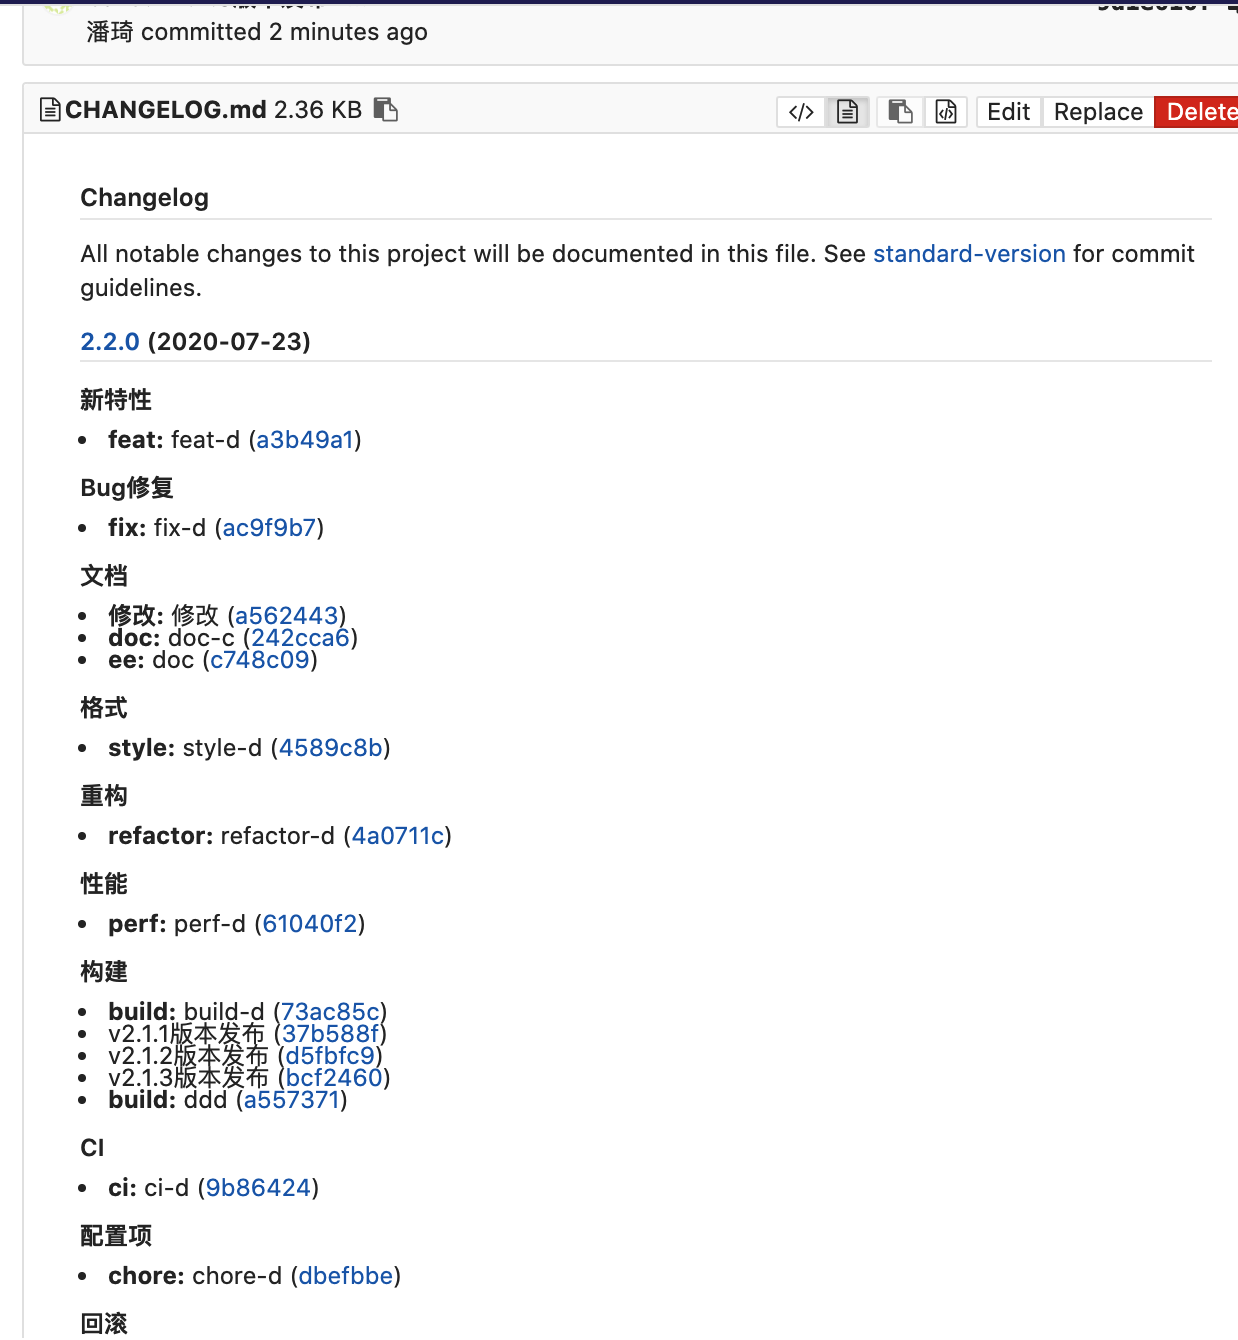 潘琦 committed 2 minutes ago
CHANGELOG.md 2.36 KB
Edit Replace Delete
Changelog
All notable changes to this project will be documented in this file. See standard-version for commit
guidelines.
2.2.0 (2020-07-23)
新特性
feat: feat-d (a3b49a1)
Bug修复
fix: fix-d (ac9f9b7)
文档
修改: 修改 (a562443)
doc: doc-c (242cca6)
ee: doc (c748c09)
格式
style: style-d (4589c8b)
重构
refactor: refactor-d (4a0711c)
性能
perf: perf-d (61040f2)
构建
build: build-d (73ac85c)
v2.1.1版本发布 (37b588f)
v2.1.2版本发布 (d5fbfc9)
v2.1.3版本发布 (bcf2460)
build: ddd (a557371)
CI
ci: ci-d (9b86424)
配置项
chore: chore-d (dbefbbe)
回滚